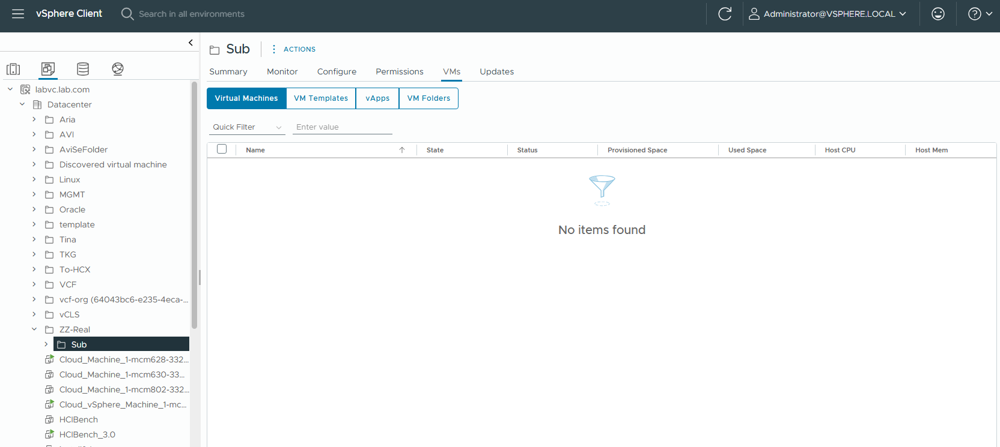 vSphere Client
Search in all environments
Administrator@VSPHERE.LOCAL
Sub
ACTIONS
Summary
Monitor
Configure
Permissions
VMs
Updates
labvc.lab.com
Datacenter
Aria
AVI
AviSeFolder
Discovered virtual machine
Linux
MGMT
Oracle
template
Tina
TKG
To-HCX
VCF
vcf-org (64043bc6-e235-4eca-...
vCLS
ZZ-Real
Sub
Cloud_Machine_1-mcm628-332...
Cloud_Machine_1-mcm630-33...
Cloud_Machine_1-mcm802-332...
Cloud_vSphere_Machine_1-mc...
HCIBench
HCIBench_3.0
Virtual Machines
VM Templates
vApps
VM Folders
Quick Filter
Enter value
Name
State
Status
Provisioned Space
Used Space
Host CPU
Host Mem
No items found